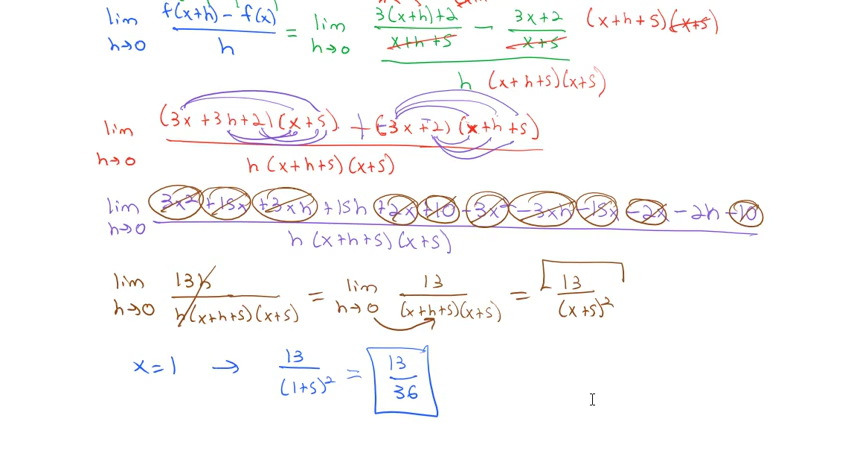 lim h→0 (f(x+h) - f(x)) / h = lim h→0 (3(x+h)+2 / x+h+5 - 3x+2 / x+5) / h (x+h+5)(x+5) / (x+h+5)(x+5)
lim h→0 (3x+3h+2)(x+5) + (-3x-2)(x+h+5) / h(x+h+5)(x+5)
lim h→0 3x² +15x +3xh +15h +2x +10 -3x² -3xh -15x -2x -2h -10 / h(x+h+5)(x+5)
lim h→0 13h / h(x+h+5)(x+5) = lim h→0 13 / (x+h+5)(x+5) = 13 / (x+5)²
x=1 → 13 / (1+5)² = 13 / 36